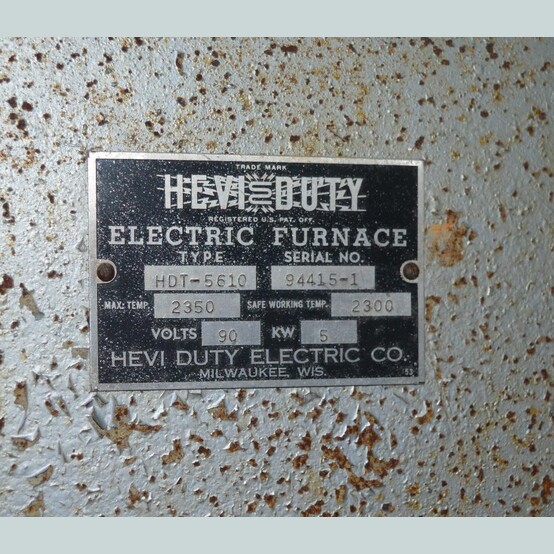 TRADE MARK
HEVI DUTY
REGISTERED U.S. PAT. OFF.
ELECTRIC FURNACE
TYPE SERIAL NO.
HDT-5610 94415-1
MAX. TEMP. 2350 SAFE WORKING TEMP. 2300
VOLTS 90 KW 5
HEVI DUTY ELECTRIC CO.
MILWAUKEE, WIS.